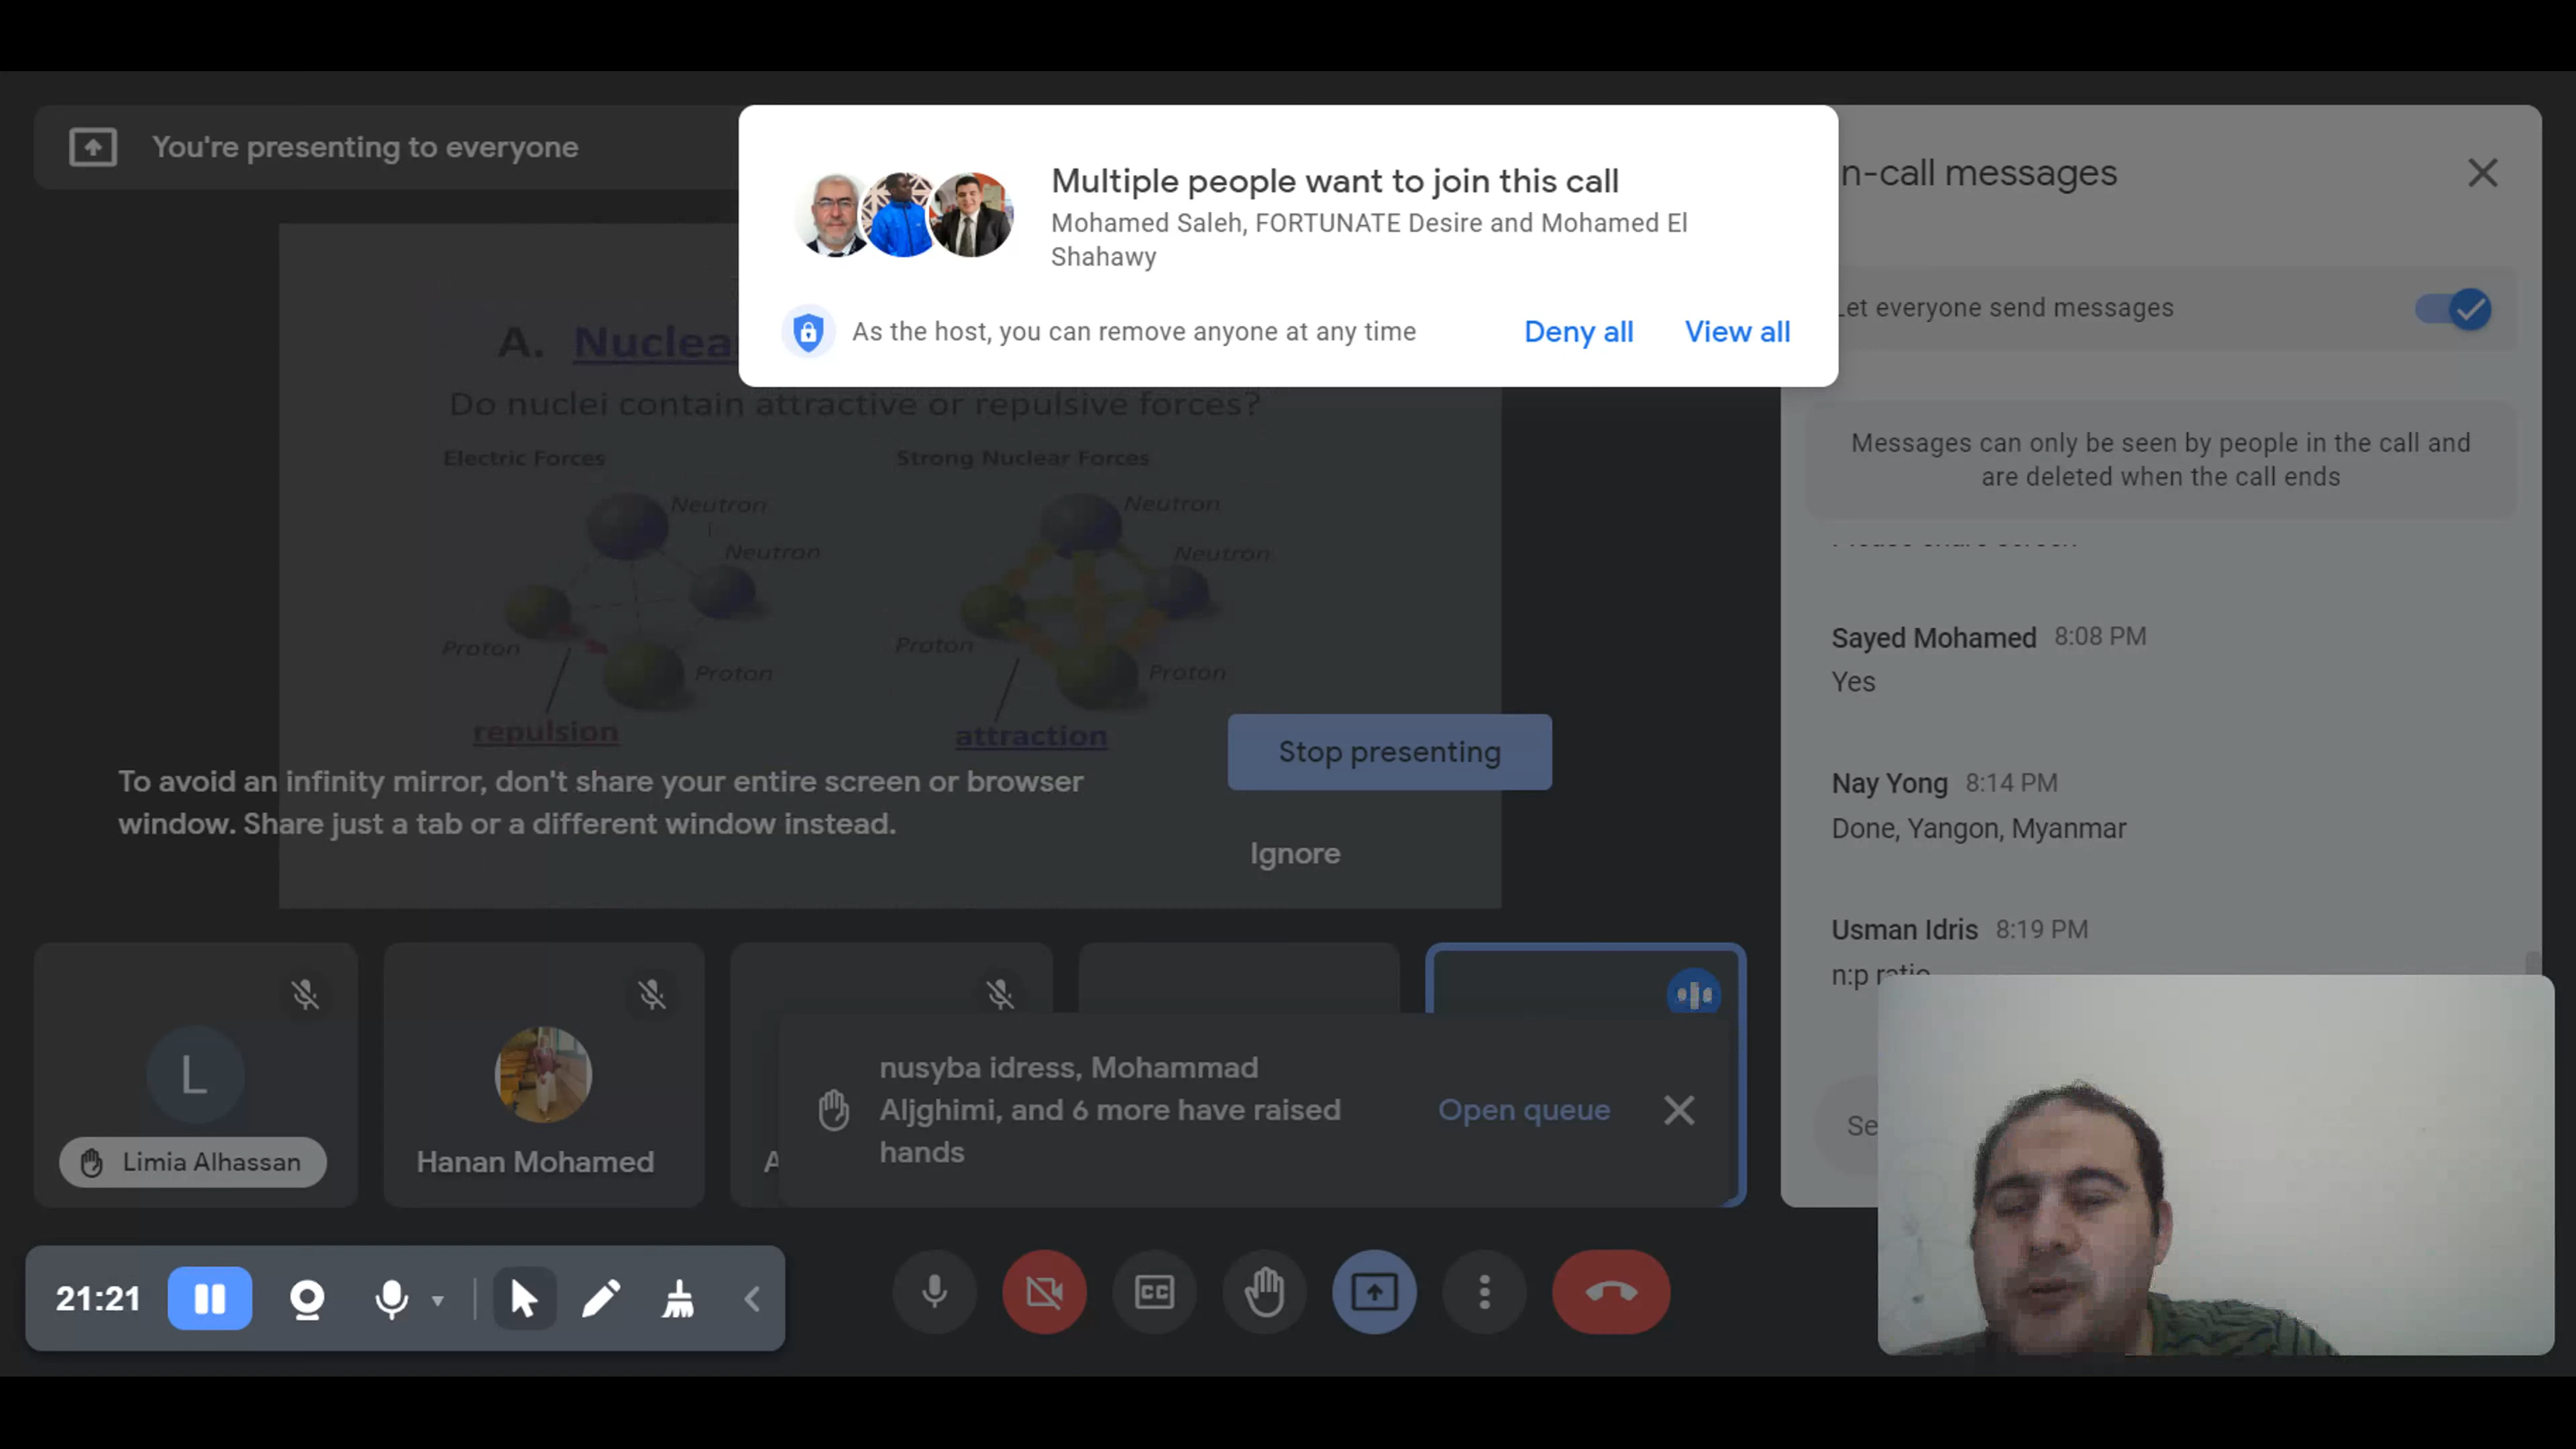 You're presenting to everyone
Multiple people want to join this call
Mohamed Saleh, FORTUNATE Desire and Mohamed El
Shahawy
As the host, you can remove anyone at any time
Deny all
View all
n-call messages
Let everyone send messages
Messages can only be seen by people in the call and
are deleted when the call ends
Sayed Mohamed 8:08 PM
Yes
Nay Yong 8:14 PM
Done, Yangon, Myanmar
Usman Idris 8:19 PM
n:p ratio
Se
A. Nuclea
Do nuclei contain attractive or repulsive forces?
Electric Forces
Strong Nuclear Forces
Neutron
Neutron
Neutron
Neutron
Proton
Proton
Proton
Proton
repulsion
attraction
To avoid an infinity mirror, don't share your entire screen or browser
window. Share just a tab or a different window instead.
Stop presenting
Ignore
L
Limia Alhassan
Hanan Mohamed
A
nusyba idress, Mohammad
Aljghimi, and 6 more have raised
hands
Open queue
21:21
CC